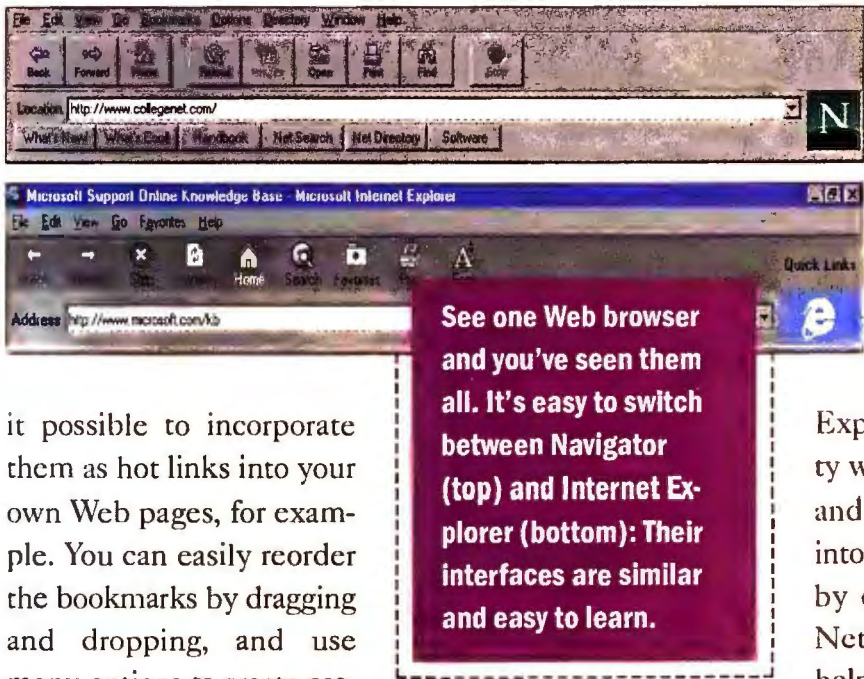 File Edit View Go Bookmarks Options Directory Window Help
Back Forward Home Reload Images Open Print Find Stop
Location: http://www.collegenet.com/
N
What's New! What's Cool! Handbook Net Search Net Directory Software
Microsoft Support Online Knowledge Base - Microsoft Internet Explorer
File Edit View Go Favorites Help
Home Search Favorites
Quick Links
Address http://www.microsoft.com/kb
See one Web browser
and you've seen them
all. It's easy to switch
between Navigator
(top) and Internet Ex-
plorer (bottom): Their
interfaces are similar
and easy to learn.
it possible to incorporate
them as hot links into your
own Web pages, for exam-
ple. You can easily reorder
the bookmarks by dragging
and dropping, and use
Exp
ty w
and
into
by
Net